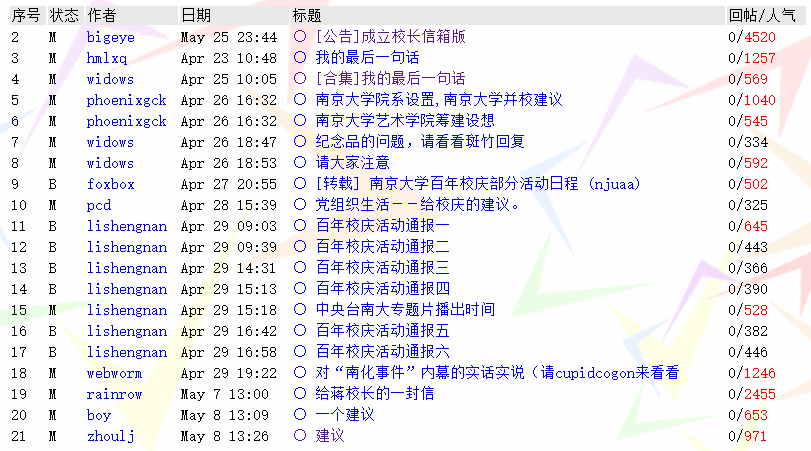 序号 状态 作者 日期 标题 回帖/人气
2 M bigeye May 25 23:44 ○ [公告]成立校长信箱版 0/4520
3 M hmlxq Apr 23 10:48 ○ 我的最后一句话 0/1257
4 M widows Apr 25 10:05 ○ [合集]我的最后一句话 0/569
5 M phoenixgck Apr 26 16:32 ○ 南京大学院系设置,南京大学并校建议 0/1040
6 M phoenixgck Apr 26 16:32 ○ 南京大学艺术学院筹建设想 0/545
7 M widows Apr 26 18:47 ○ 纪念品的问题，请看看斑竹回复 0/334
8 M widows Apr 26 18:53 ○ 请大家注意 0/592
9 B foxbox Apr 27 20:55 ○ [转载] 南京大学百年校庆部分活动日程 (njuaa) 0/502
10 M pcd Apr 28 15:39 ○ 党组织生活－－给校庆的建议。 0/325
11 B lishengnan Apr 29 09:03 ○ 百年校庆活动通报一 0/645
12 B lishengnan Apr 29 09:39 ○ 百年校庆活动通报二 0/443
13 B lishengnan Apr 29 14:31 ○ 百年校庆活动通报三 0/366
14 B lishengnan Apr 29 15:13 ○ 百年校庆活动通报四 0/390
15 M lishengnan Apr 29 15:18 ○ 中央台南大专题片播出时间 0/528
16 B lishengnan Apr 29 16:42 ○ 百年校庆活动通报五 0/382
17 B lishengnan Apr 29 16:58 ○ 百年校庆活动通报六 0/446
18 M webworm Apr 29 19:22 ○ 对“南化事件”内幕的实话实说（请cupidcogon来看看 0/1246
19 M rainrow May 7 13:00 ○ 给蒋校长的一封信 0/2455
20 M boy May 8 13:09 ○ 一个建议 0/653
21 M zhoulj May 8 13:26 ○ 建议 0/971